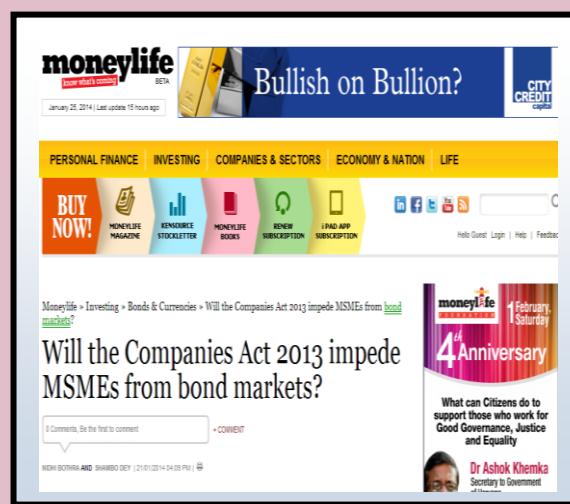 moneylife
know what's coming
BETA
January 25, 2014 | Last update 15 hours ago
Bullish on Bullion?
CITY
CREDIT
capital
PERSONAL FINANCE
INVESTING
COMPANIES & SECTORS
ECONOMY & NATION
LIFE
BUY
NOW!
MONEYLIFE
MAGAZINE
KENSOURCE
STOCKLETTER
MONEYLIFE
BOOKS
RENEW
SUBSCRIPTION
iPAD APP
SUBSCRIPTION
Hello Guest Login | Help | Feedbac
Moneylife » Investing » Bonds & Currencies » Will the Companies Act 2013 impede MSMEs from bond
markets?
Will the Companies Act 2013 impede
MSMEs from bond markets?
0 Comments, Be the first to comment
+ COMMENT
NIDHI BOTHRA AND SHAMBO DEY | 21/01/2014 04:05 PM |
moneylife
FOUNDATION
1 February,
Saturday
4th Anniversary
What can Citizens do to
support those who work for
Good Governance, Justice
and Equality
Dr Ashok Khemka
Secretary to Government